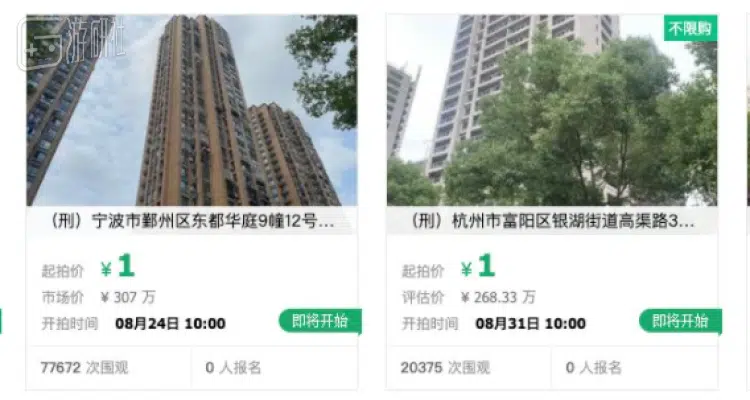 游研社
(刑) 宁波市鄞州区东都华庭9幢12号...
起拍价 ¥1
市场价 ¥ 307 万
开拍时间 08月24日 10:00
即将开始
77672 次围观 0 人报名
不限购
(刑) 杭州市富阳区银湖街道高渠路3...
起拍价 ¥1
评估价 ¥ 268.33 万
开拍时间 08月31日 10:00
即将开始
20375 次围观 0 人报名